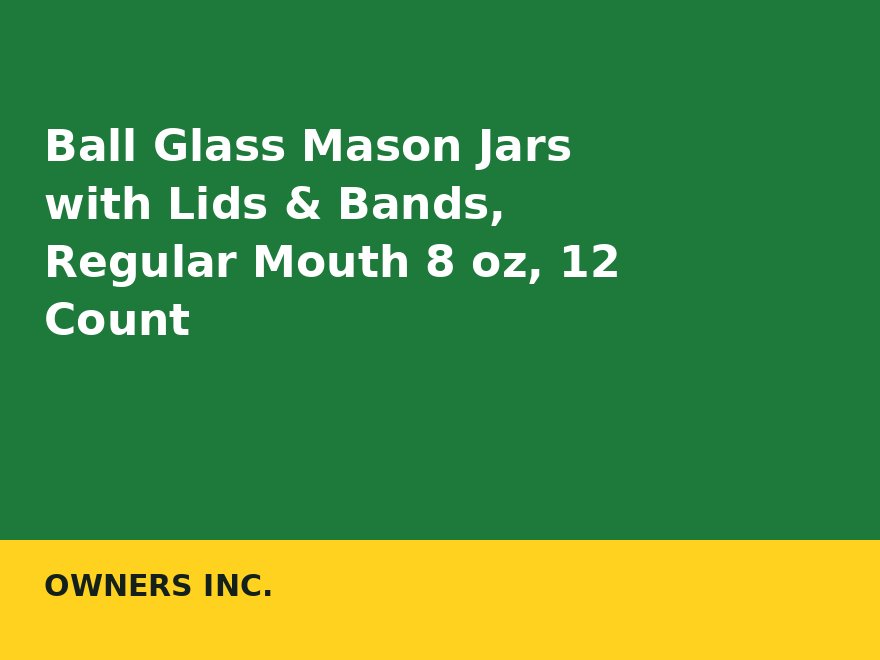 Ball Glass Mason Jars
with Lids & Bands,
Regular Mouth 8 oz, 12
Count
OWNERS INC.